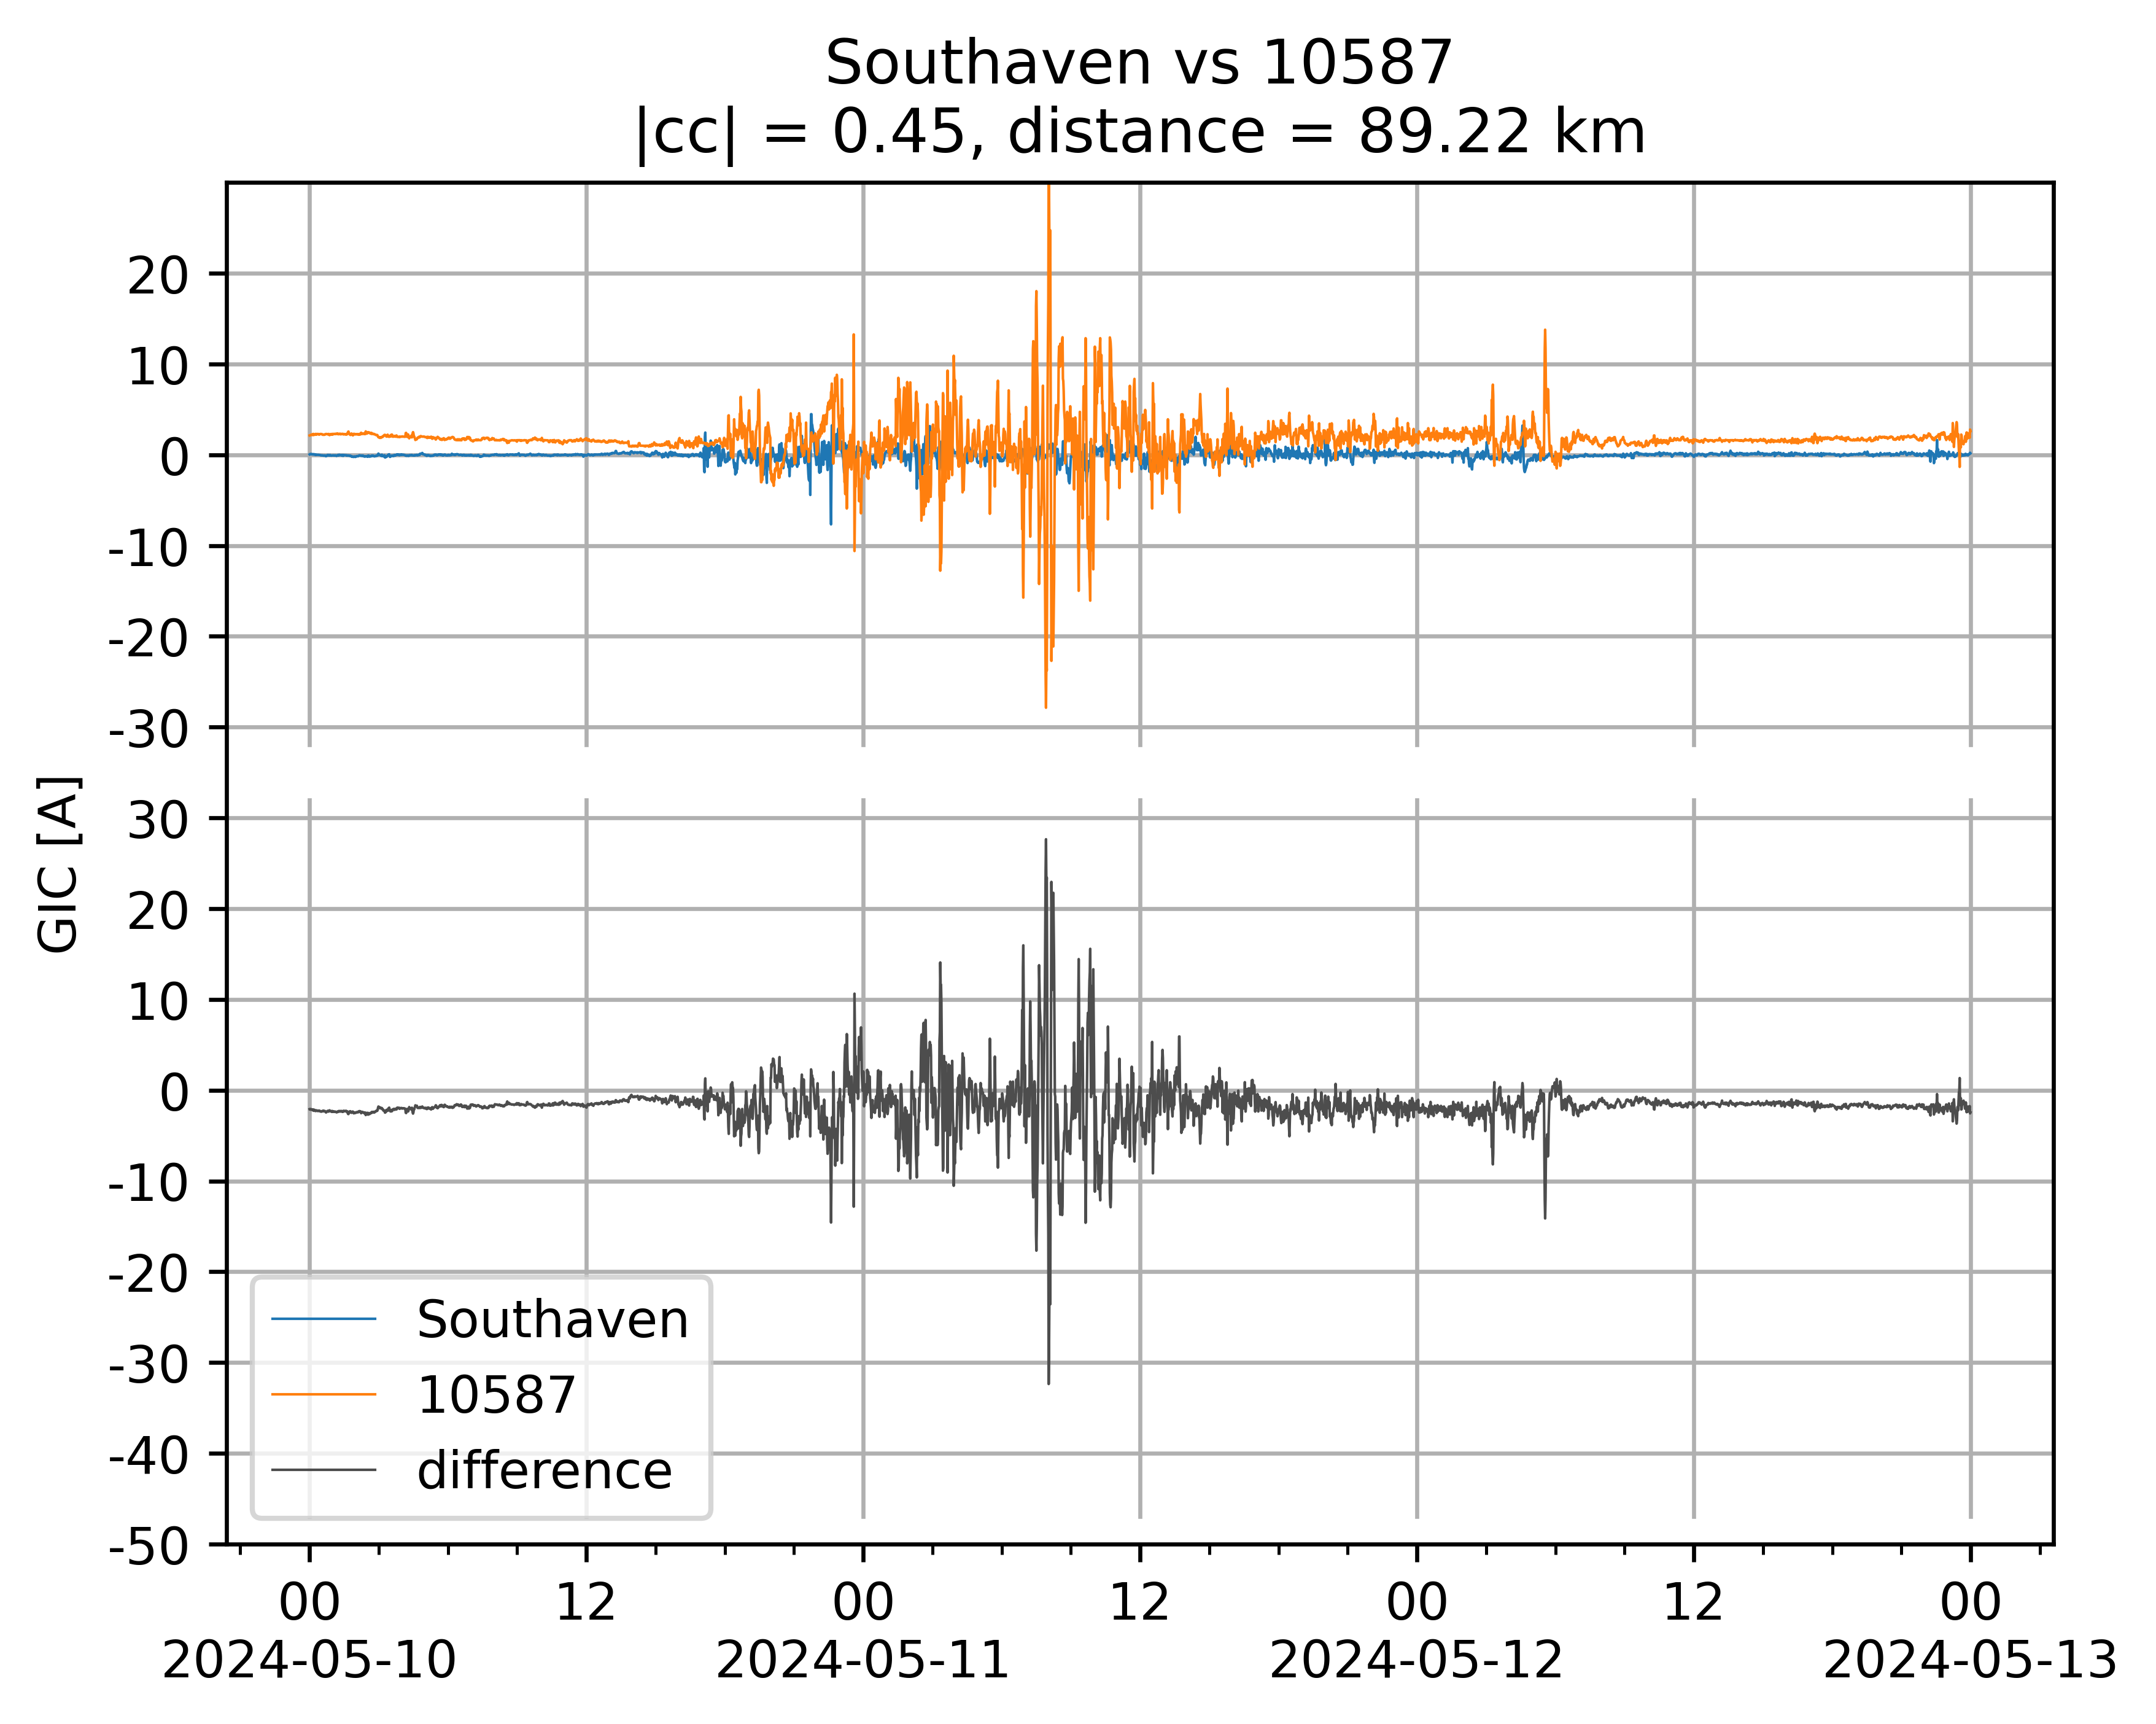 Southaven vs 10587
|cc| = 0.45, distance = 89.22 km
GIC [A]
20
10
0
-10
-20
-30
30
20
10
0
-10
-20
-30
-40
-50
Southaven
10587
difference
00 12 00 12 00 12 00
2024-05-10 2024-05-11 2024-05-12 2024-05-13